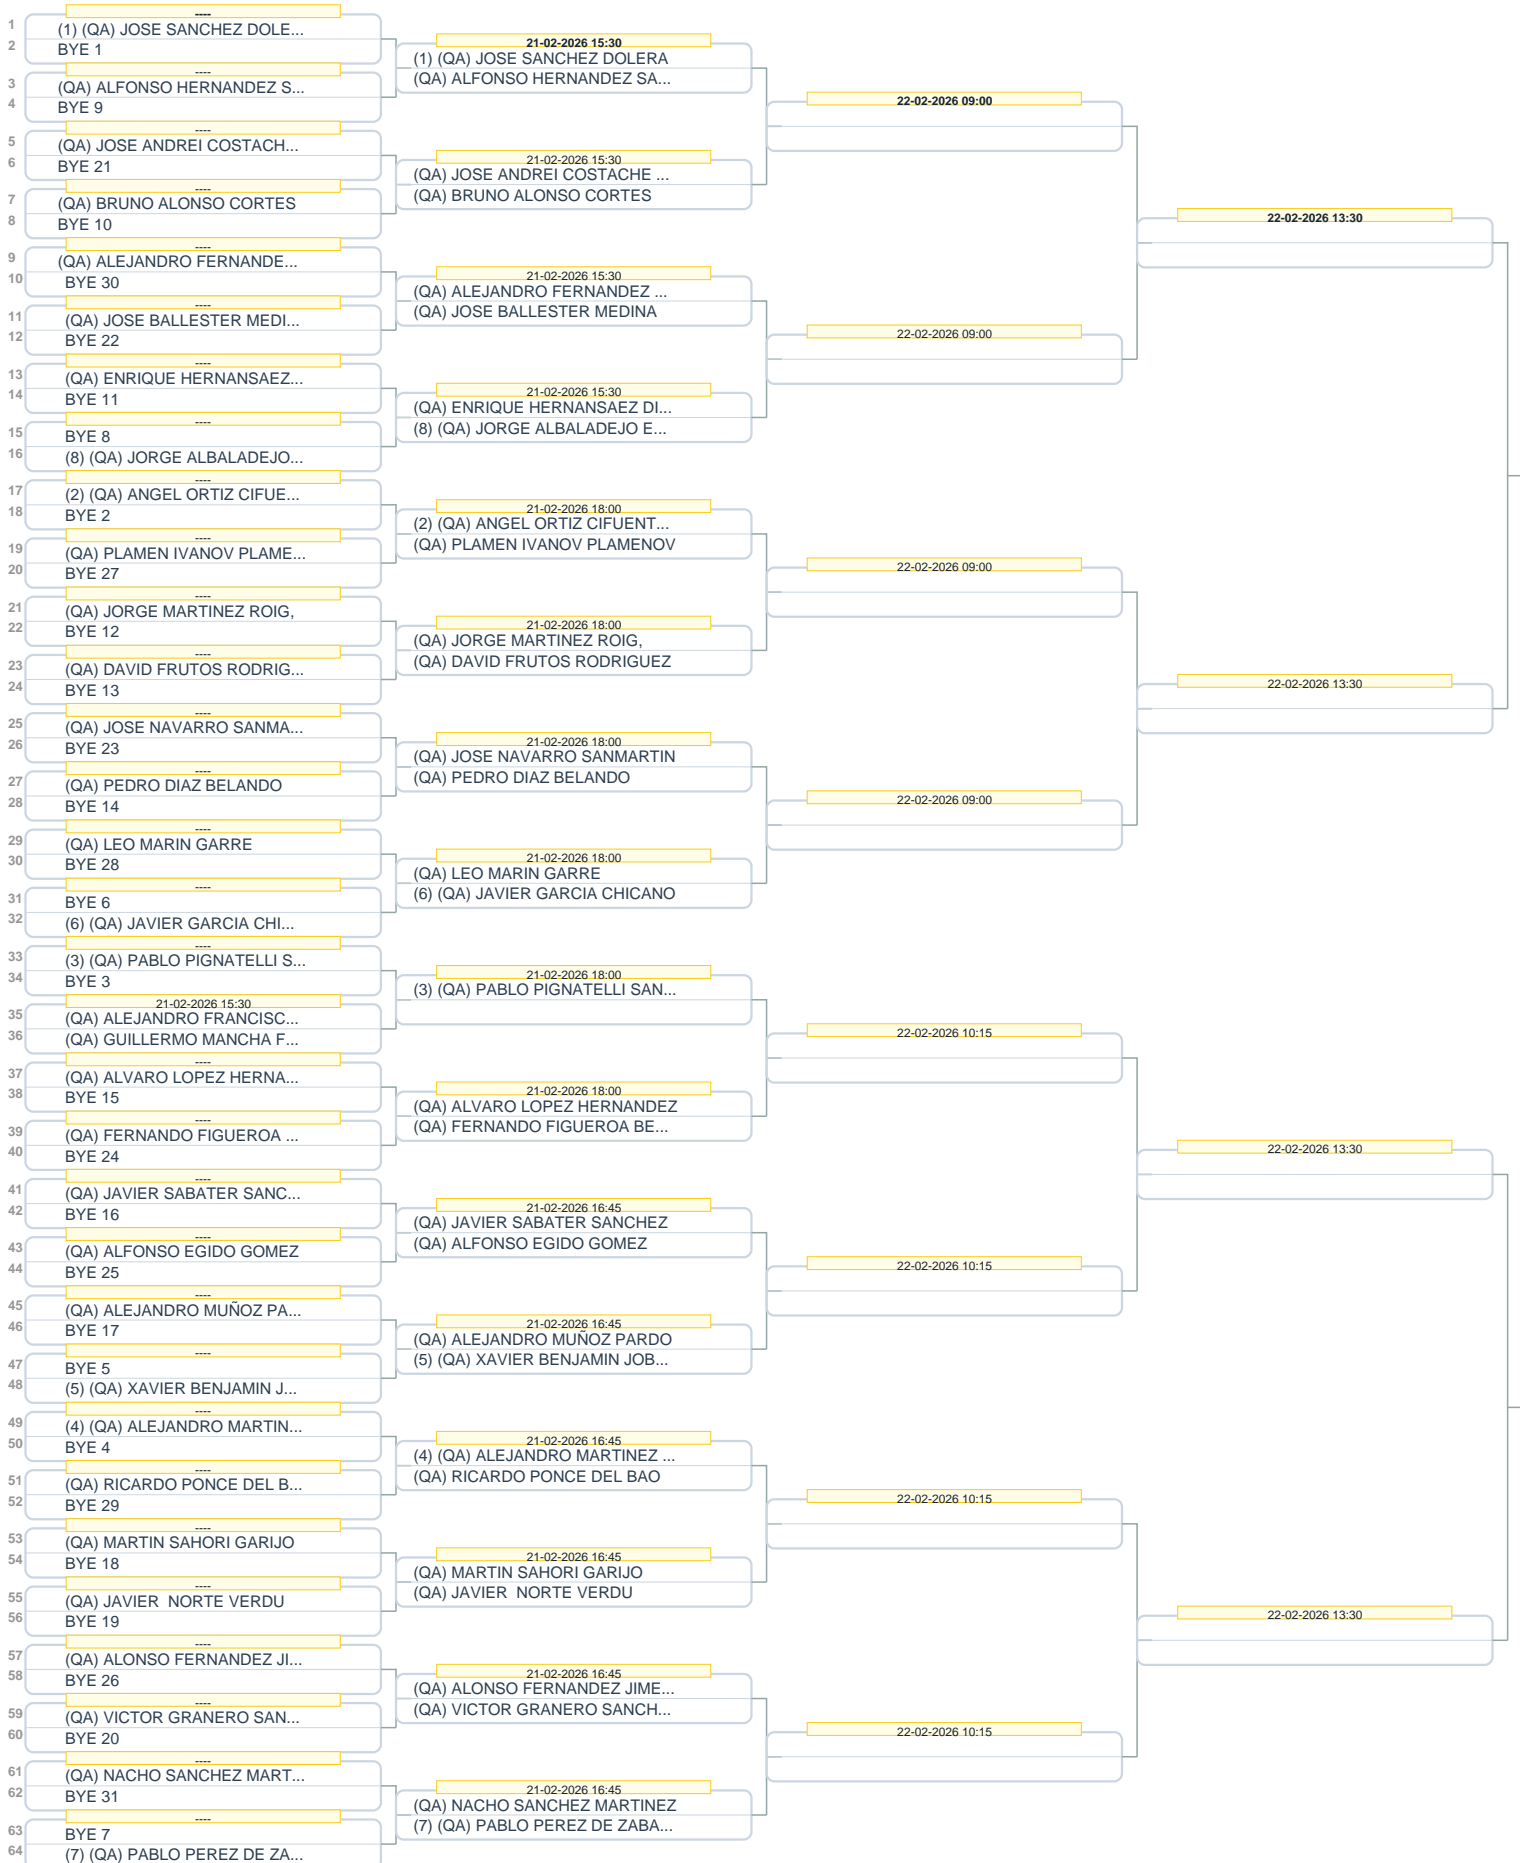 ----
1
(1) (QA) JOSE SANCHEZ DOLE...
2
BYE 1
----
3
(QA) ALFONSO HERNANDEZ S...
4
BYE 9
----
5
(QA) JOSE ANDREI COSTACH...
6
BYE 21
----
7
(QA) BRUNO ALONSO CORTES
8
BYE 10
----
9
(QA) ALEJANDRO FERNANDE...
10
BYE 30
----
11
(QA) JOSE BALLESTER MEDI...
12
BYE 22
----
13
(QA) ENRIQUE HERNANSAEZ...
14
BYE 11
----
15
BYE 8
16
(8) (QA) JORGE ALBALADEJO...
----
17
(2) (QA) ANGEL ORTIZ CIFUE...
18
BYE 2
----
19
(QA) PLAMEN IVANOV PLAME...
20
BYE 27
----
21
(QA) JORGE MARTINEZ ROIG,
22
BYE 12
----
23
(QA) DAVID FRUTOS RODRIG...
24
BYE 13
----
25
(QA) JOSE NAVARRO SANMA...
26
BYE 23
----
27
(QA) PEDRO DIAZ BELANDO
28
BYE 14
----
29
(QA) LEO MARIN GARRE
30
BYE 28
----
31
BYE 6
32
(6) (QA) JAVIER GARCIA CHI...
----
33
(3) (QA) PABLO PIGNATELLI S...
34
BYE 3
21-02-2026 15:30
35
(QA) ALEJANDRO FRANCISC...
36
(QA) GUILLERMO MANCHA F...
----
37
(QA) ALVARO LOPEZ HERNA...
38
BYE 15
----
39
(QA) FERNANDO FIGUEROA ...
40
BYE 24
----
41
(QA) JAVIER SABATER SANC...
42
BYE 16
----
43
(QA) ALFONSO EGIDO GOMEZ
44
BYE 25
----
45
(QA) ALEJANDRO MUÑOZ PA...
46
BYE 17
----
47
BYE 5
48
(5) (QA) XAVIER BENJAMIN J...
----
49
(4) (QA) ALEJANDRO MARTIN...
50
BYE 4
----
51
(QA) RICARDO PONCE DEL B...
52
BYE 29
----
53
(QA) MARTIN SAHORI GARIJO
54
BYE 18
----
55
(QA) JAVIER  NORTE VERDU
56
BYE 19
----
57
(QA) ALONSO FERNANDEZ JI...
58
BYE 26
----
59
(QA) VICTOR GRANERO SAN...
60
BYE 20
----
61
(QA) NACHO SANCHEZ MART...
62
BYE 31
----
63
BYE 7
64
(7) (QA) PABLO PEREZ DE ZA...
21-02-2026 15:30
(1) (QA) JOSE SANCHEZ DOLERA
(QA) ALFONSO HERNANDEZ SA...
21-02-2026 15:30
(QA) JOSE ANDREI COSTACHE ...
(QA) BRUNO ALONSO CORTES
21-02-2026 15:30
(QA) ALEJANDRO FERNANDEZ ...
(QA) JOSE BALLESTER MEDINA
21-02-2026 15:30
(QA) ENRIQUE HERNANSAEZ DI...
(8) (QA) JORGE ALBALADEJO E...
21-02-2026 18:00
(2) (QA) ANGEL ORTIZ CIFUENT...
(QA) PLAMEN IVANOV PLAMENOV
21-02-2026 18:00
(QA) JORGE MARTINEZ ROIG,
(QA) DAVID FRUTOS RODRIGUEZ
21-02-2026 18:00
(QA) JOSE NAVARRO SANMARTIN
(QA) PEDRO DIAZ BELANDO
21-02-2026 18:00
(QA) LEO MARIN GARRE
(6) (QA) JAVIER GARCIA CHICANO
21-02-2026 18:00
(3) (QA) PABLO PIGNATELLI SAN...
21-02-2026 18:00
(QA) ALVARO LOPEZ HERNANDEZ
(QA) FERNANDO FIGUEROA BE...
21-02-2026 16:45
(QA) JAVIER SABATER SANCHEZ
(QA) ALFONSO EGIDO GOMEZ
21-02-2026 16:45
(QA) ALEJANDRO MUÑOZ PARDO
(5) (QA) XAVIER BENJAMIN JOB...
21-02-2026 16:45
(4) (QA) ALEJANDRO MARTINEZ ...
(QA) RICARDO PONCE DEL BAO
21-02-2026 16:45
(QA) MARTIN SAHORI GARIJO
(QA) JAVIER  NORTE VERDU
21-02-2026 16:45
(QA) ALONSO FERNANDEZ JIME...
(QA) VICTOR GRANERO SANCH...
21-02-2026 16:45
(QA) NACHO SANCHEZ MARTINEZ
(7) (QA) PABLO PEREZ DE ZABA...
22-02-2026 09:00
22-02-2026 09:00
22-02-2026 09:00
22-02-2026 09:00
22-02-2026 10:15
22-02-2026 10:15
22-02-2026 10:15
22-02-2026 10:15
22-02-2026 13:30
22-02-2026 13:30
22-02-2026 13:30
22-02-2026 13:30